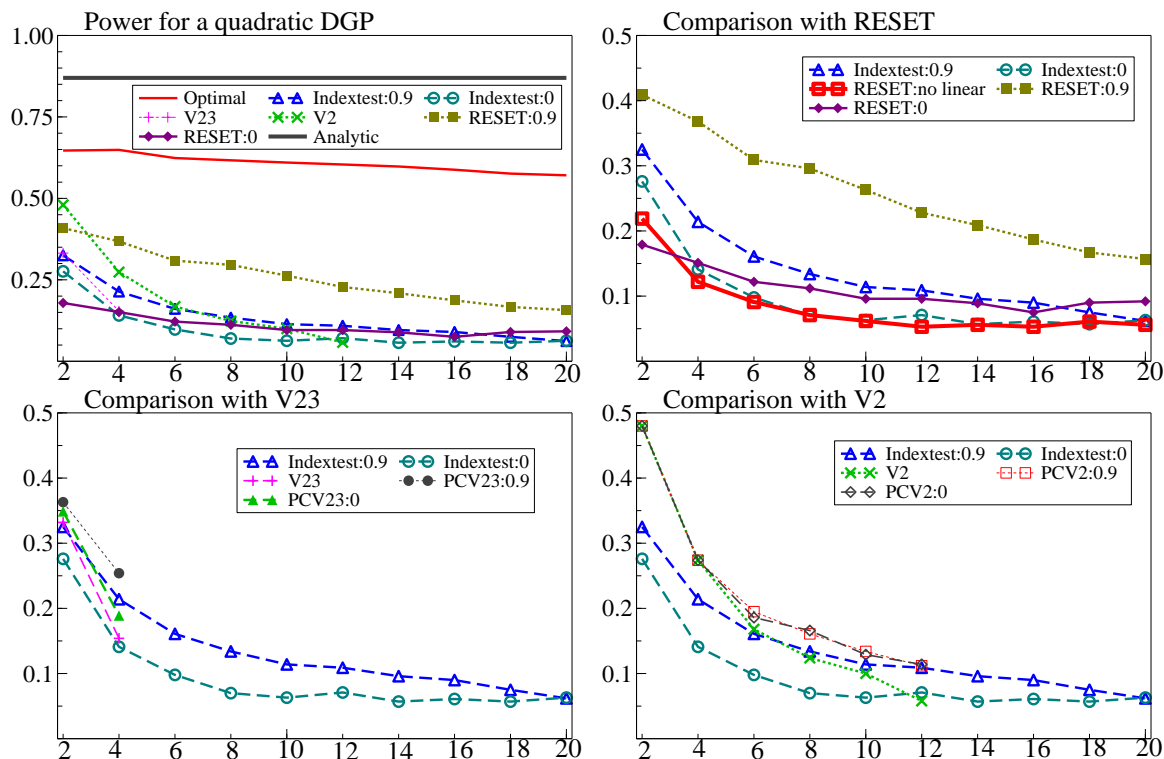 Power for a quadratic DGP
1.00
0.75
0.50
0.25
Optimal
Indextest:0.9
Indextest:0
V23
V2
RESET:0.9
RESET:0
Analytic
2 4 6 8 10 12 14 16 18 20
Comparison with RESET
0.5
0.4
0.3
0.2
0.1
Indextest:0.9
Indextest:0
RESET:no linear
RESET:0.9
RESET:0
2 4 6 8 10 12 14 16 18 20
Comparison with V23
0.5
0.4
0.3
0.2
0.1
Indextest:0.9
Indextest:0
V23
PCV23:0.9
PCV23:0
2 4 6 8 10 12 14 16 18 20
Comparison with V2
0.5
0.4
0.3
0.2
0.1
Indextest:0.9
Indextest:0
V2
PCV2:0.9
PCV2:0
2 4 6 8 10 12 14 16 18 20